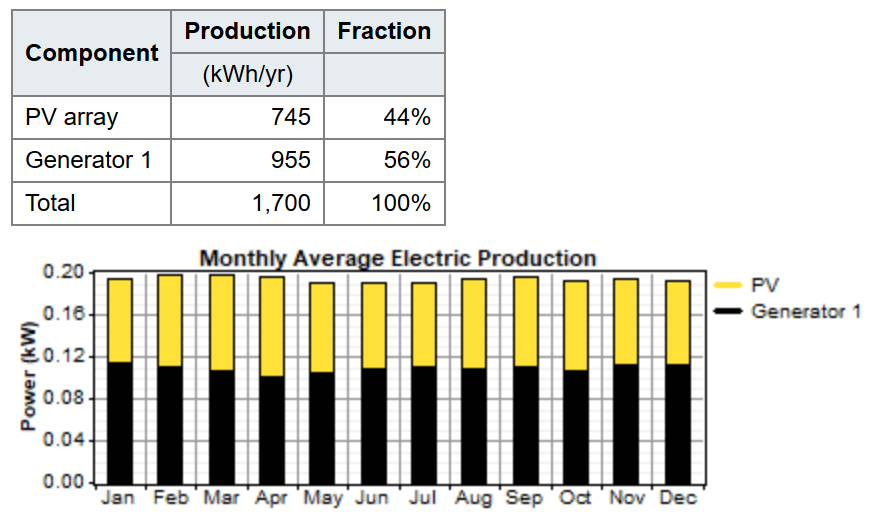 Component Production Fraction
(kWh/yr)
PV array 745 44%
Generator 1 955 56%
Total 1,700 100%
Monthly Average Electric Production
Power (kW)
0.20
0.16
0.12
0.08
0.04
0.00
Jan Feb Mar Apr May Jun Jul Aug Sep Oct Nov Dec
PV
Generator 1